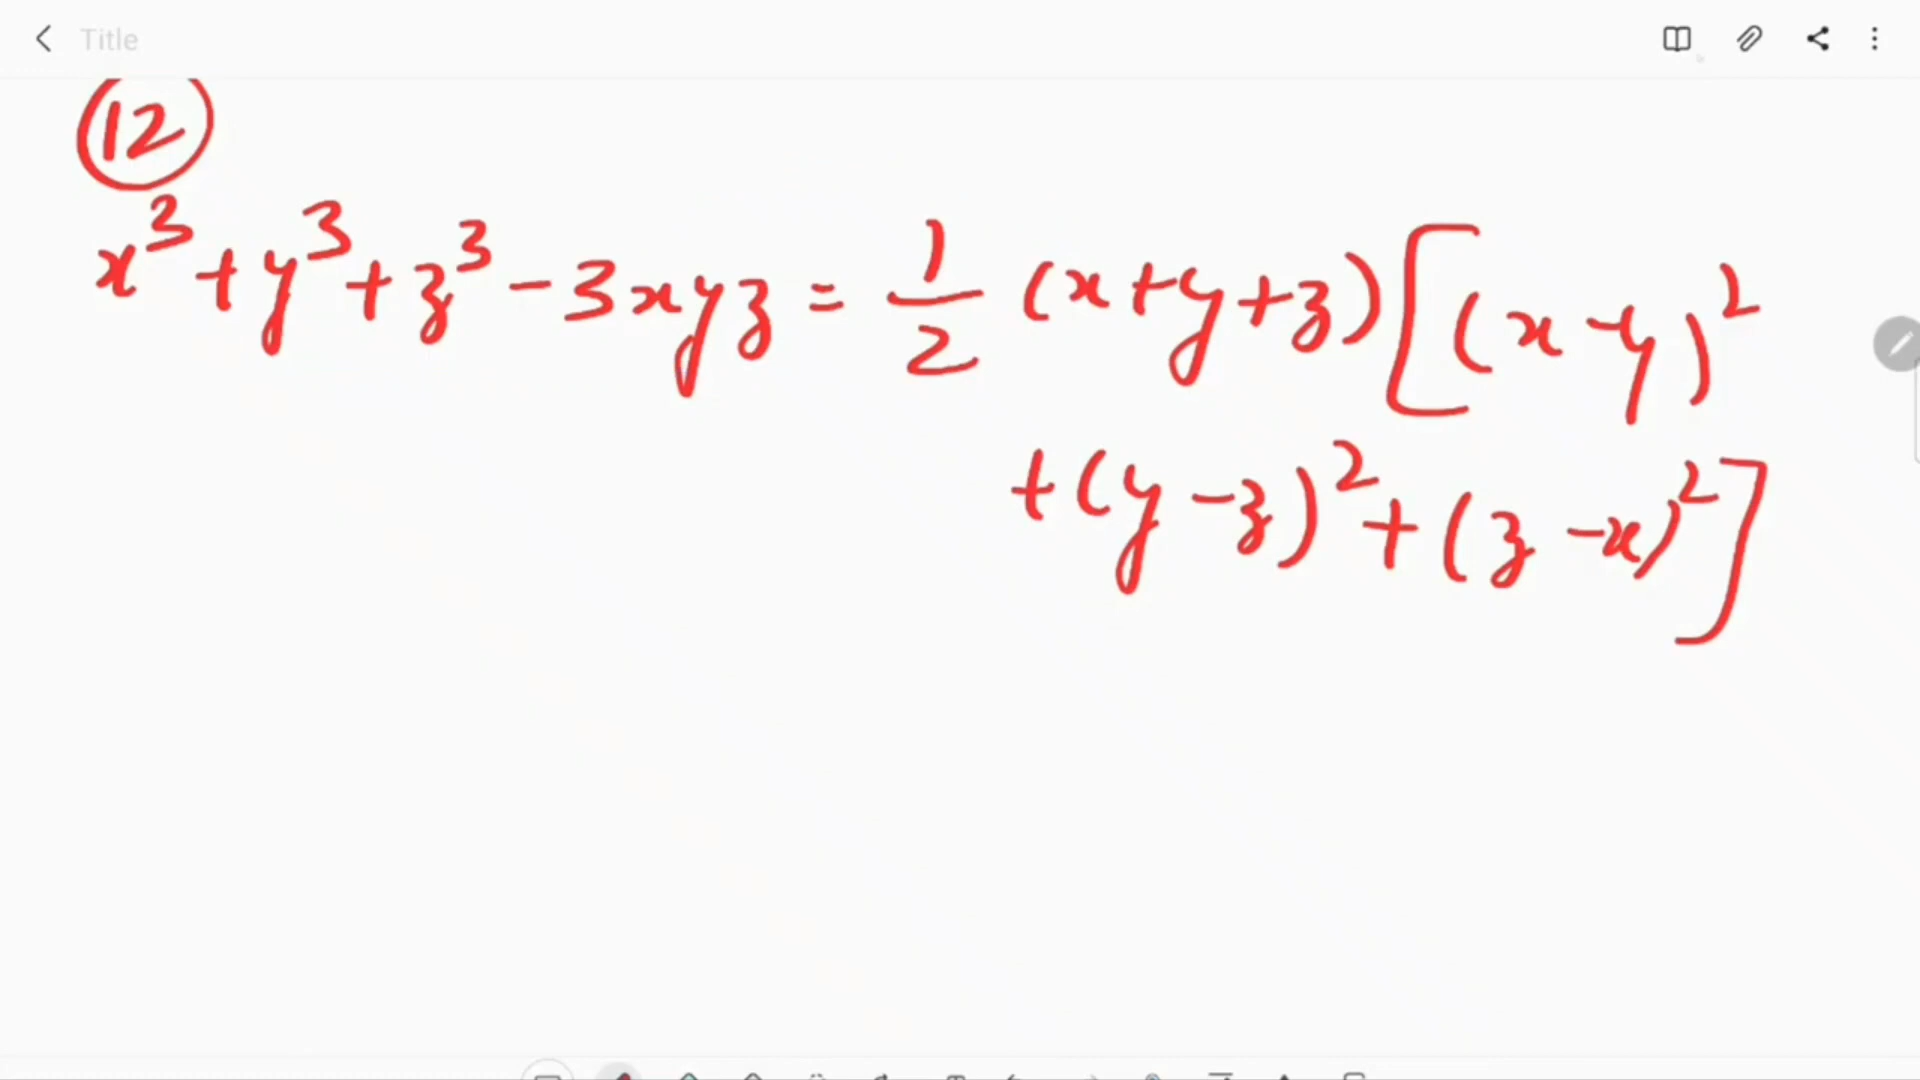 Title
12
x³ + y³ + z³ - 3xyz = 1/2 (x+y+z) [(x-y)²
+ (y-z)² + (z-x)²]